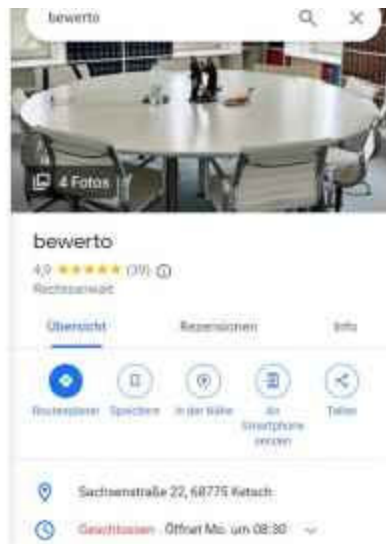 bewerto
4 Fotos
bewerto
4,9 ★★★★★ (39)
Rechtsanwalt
Übersicht Rezensionen Info
Routenplaner Speichern In der Nähe An Smartphone senden Teilen
Sachsenstraße 22, 68775 Ketsch
Geschlossen · Öffnet Mo. um 08:30